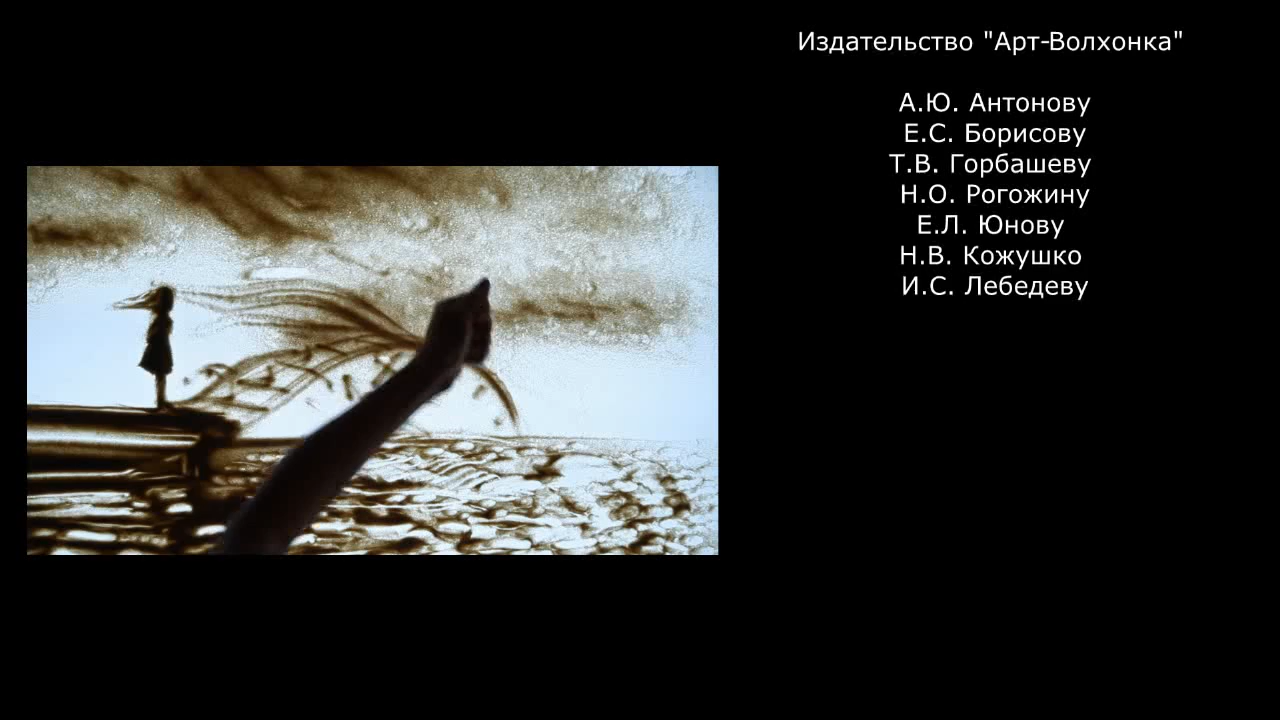 Издательство "Арт-Волхонка"
А.Ю. Антонову
Е.С. Борисову
Т.В. Горбашеву
Н.О. Рогожину
Е.Л. Юнову
Н.В. Кожушко
И.С. Лебедеву